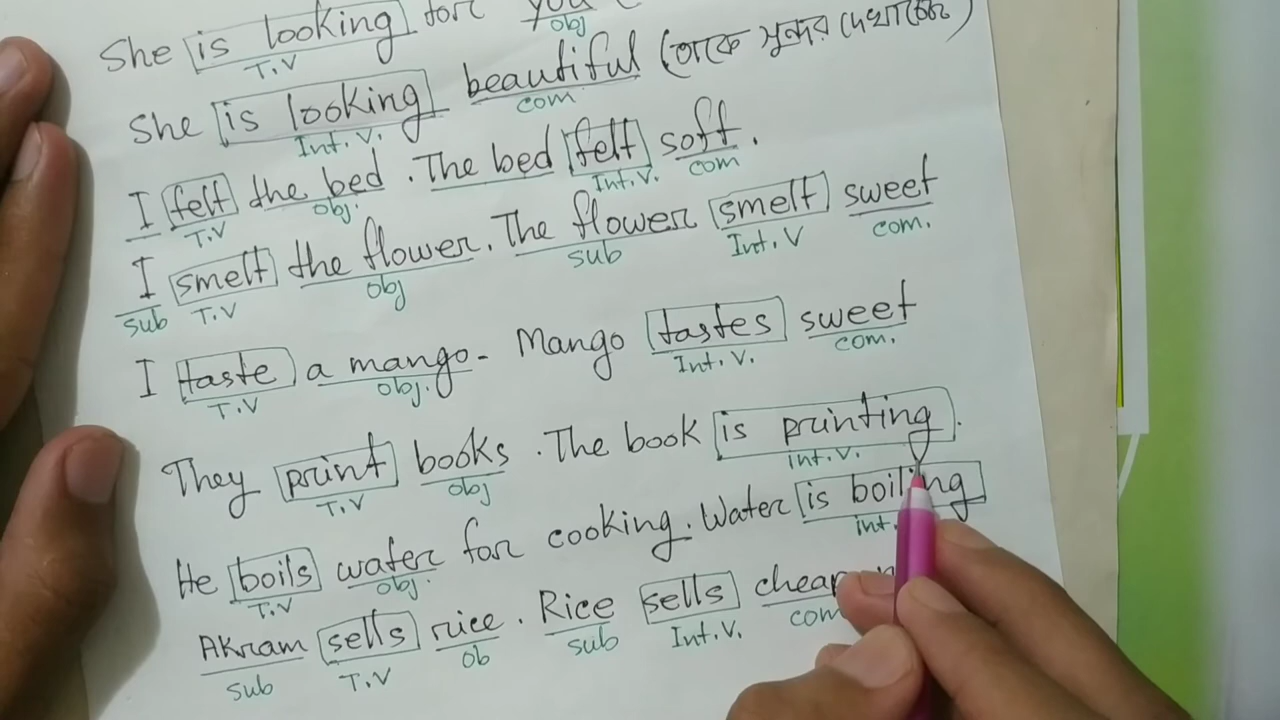 She is looking for you
T.V obj
She is looking beautiful (তাকে সুন্দর দেখাচ্ছে)
Int. V. com
I felt the bed. The bed felt soft.
T.V obj. Int. V. com
I smelt the flower. The flower smelt sweet
sub T.V obj sub Int. V com.
I taste a mango- Mango tastes sweet
T.V obj. Int. V. com.
They print books. The book is printing.
T.V obj int. v.
He boils water for cooking. Water is boiling
T.V obj. int.
Akram sells rice. Rice sells
sub T.V ob sub Int. V. com